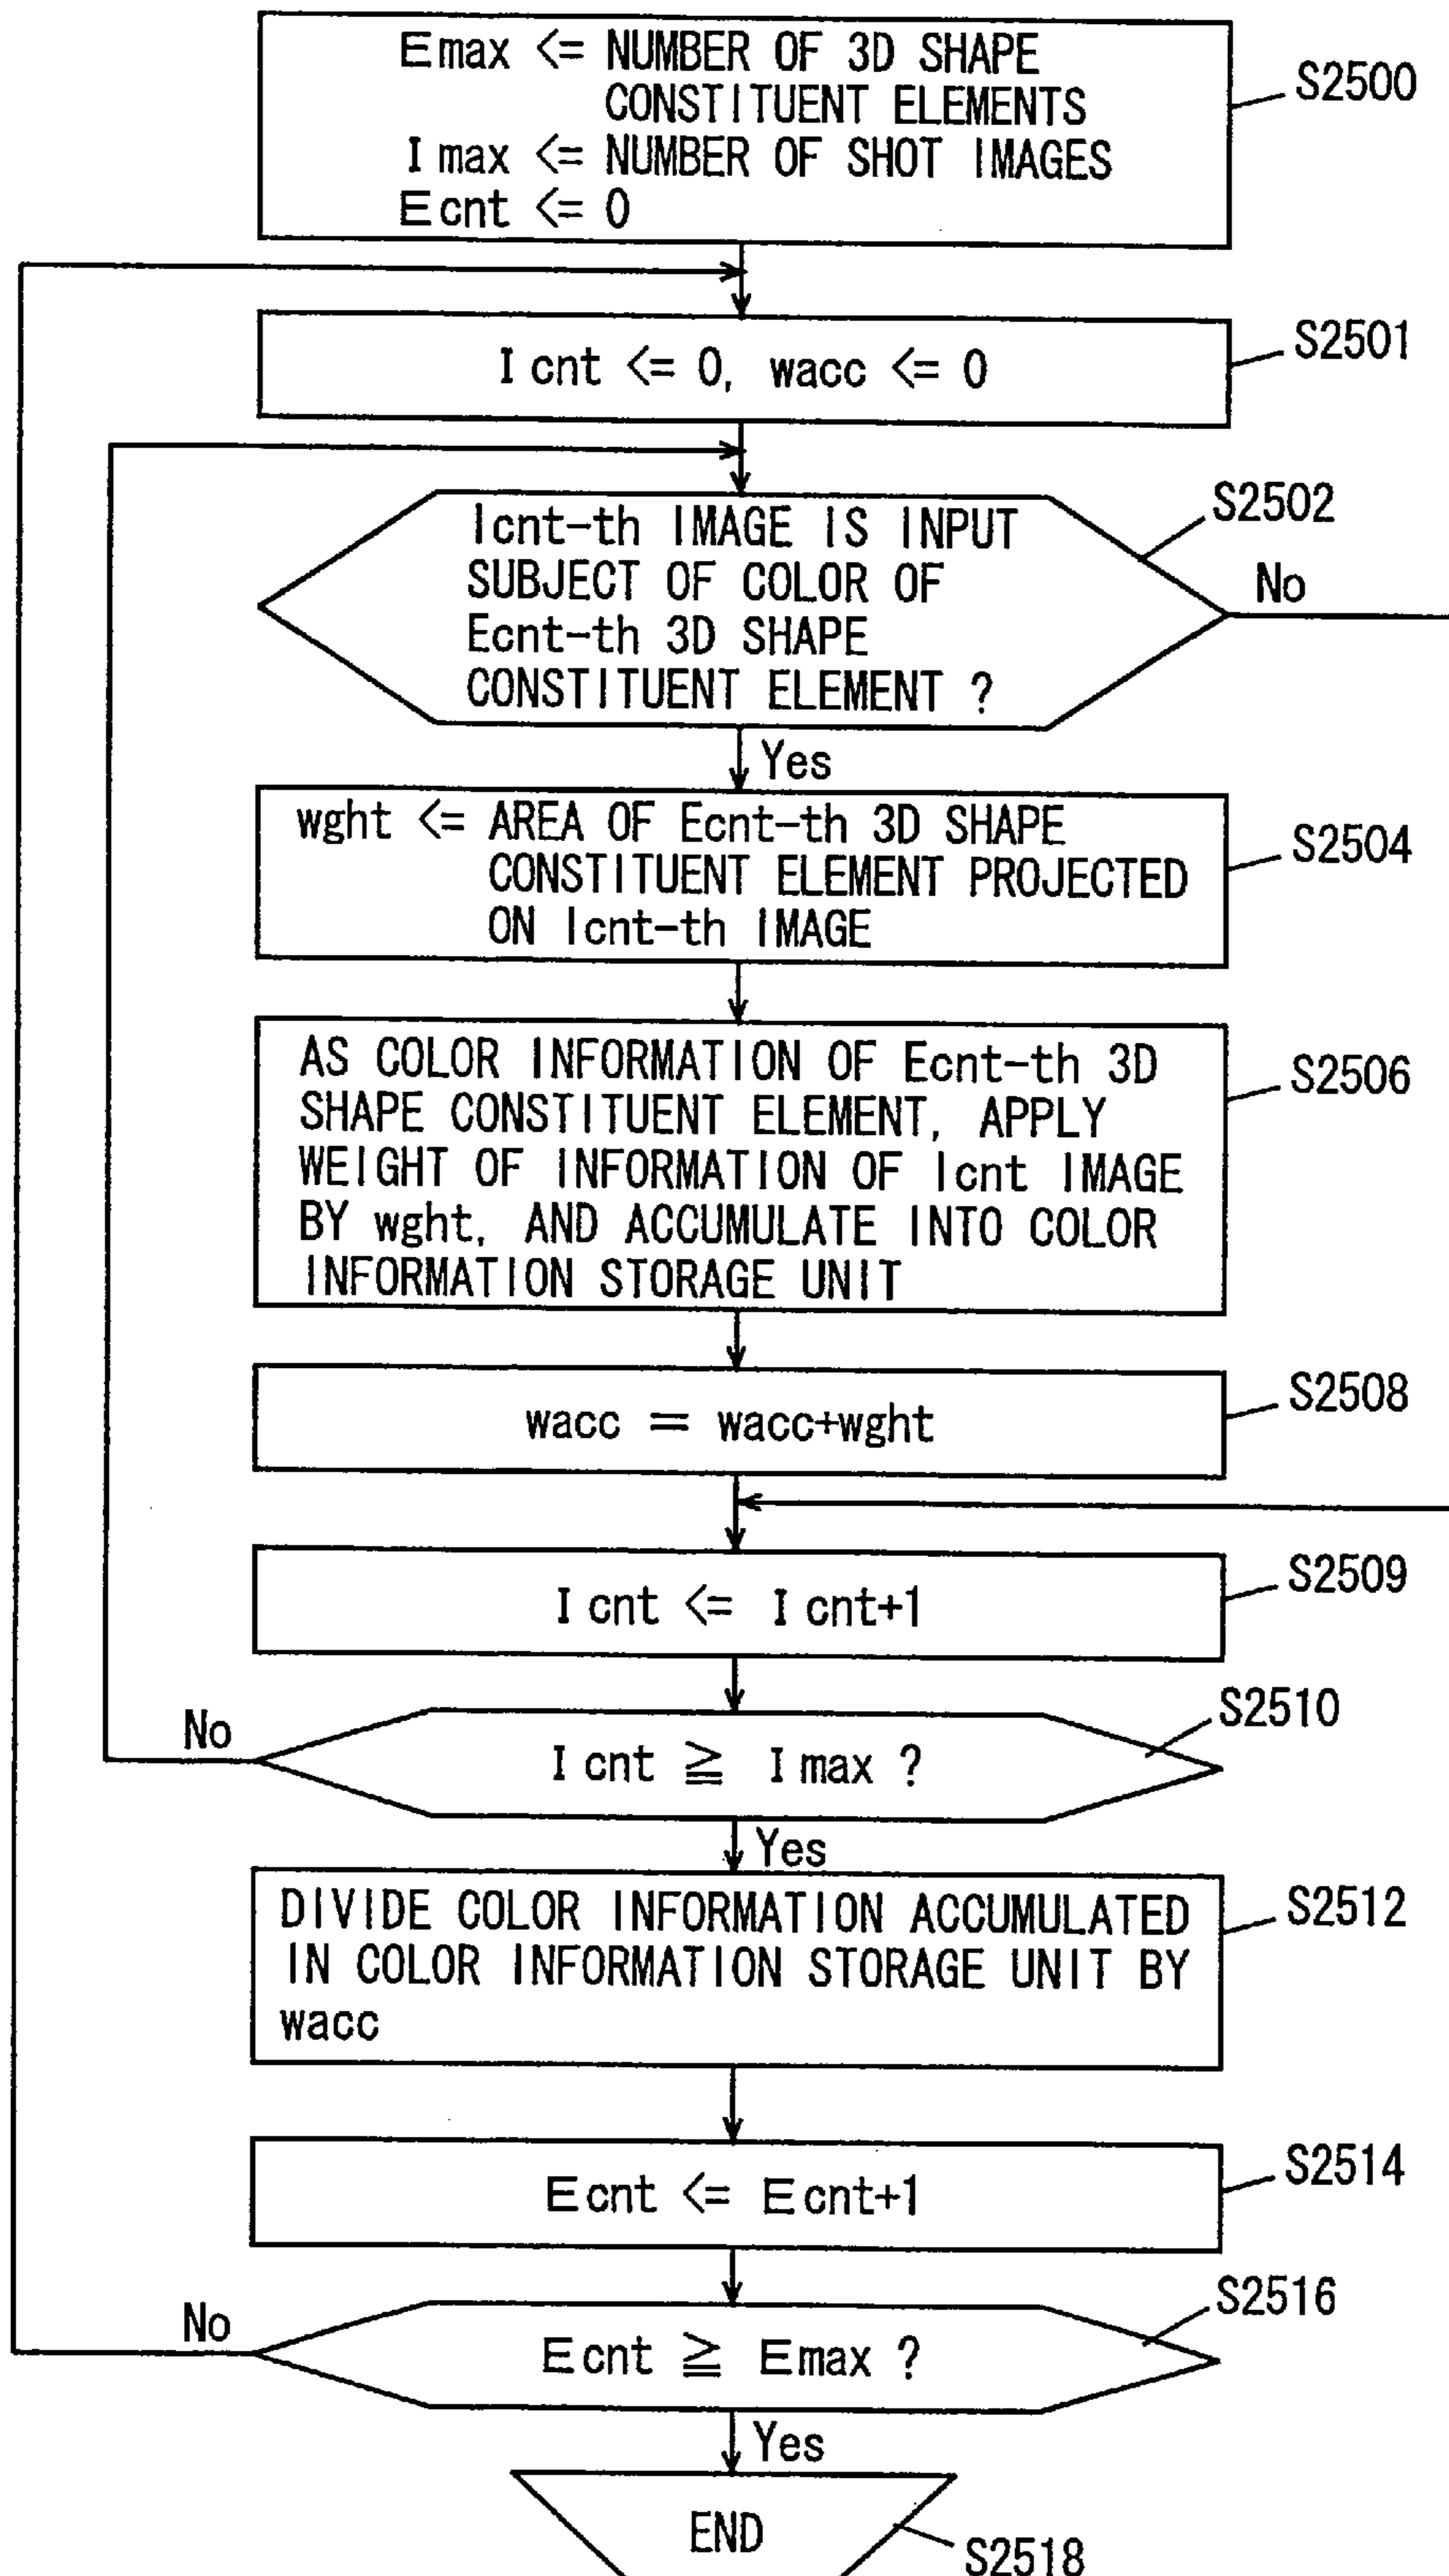 Emax <= NUMBER OF 3D SHAPE
CONSTITUENT ELEMENTS
Imax <= NUMBER OF SHOT IMAGES
Ecnt <= 0
S2500
Icnt <= 0, wacc <= 0
S2501
Icnt-th IMAGE IS INPUT
SUBJECT OF COLOR OF
Ecnt-th 3D SHAPE
CONSTITUENT ELEMENT ?
S2502
No
Yes
wght <= AREA OF Ecnt-th 3D SHAPE
CONSTITUENT ELEMENT PROJECTED
ON Icnt-th IMAGE
S2504
AS COLOR INFORMATION OF Ecnt-th 3D
SHAPE CONSTITUENT ELEMENT, APPLY
WEIGHT OF INFORMATION OF Icnt IMAGE
BY wght, AND ACCUMULATE INTO COLOR
INFORMATION STORAGE UNIT
S2506
wacc = wacc+wght
S2508
Icnt <= Icnt+1
S2509
No
Icnt ≧ Imax ?
S2510
Yes
DIVIDE COLOR INFORMATION ACCUMULATED
IN COLOR INFORMATION STORAGE UNIT BY
wacc
S2512
Ecnt <= Ecnt+1
S2514
No
Ecnt ≧ Emax ?
S2516
Yes
END
S2518